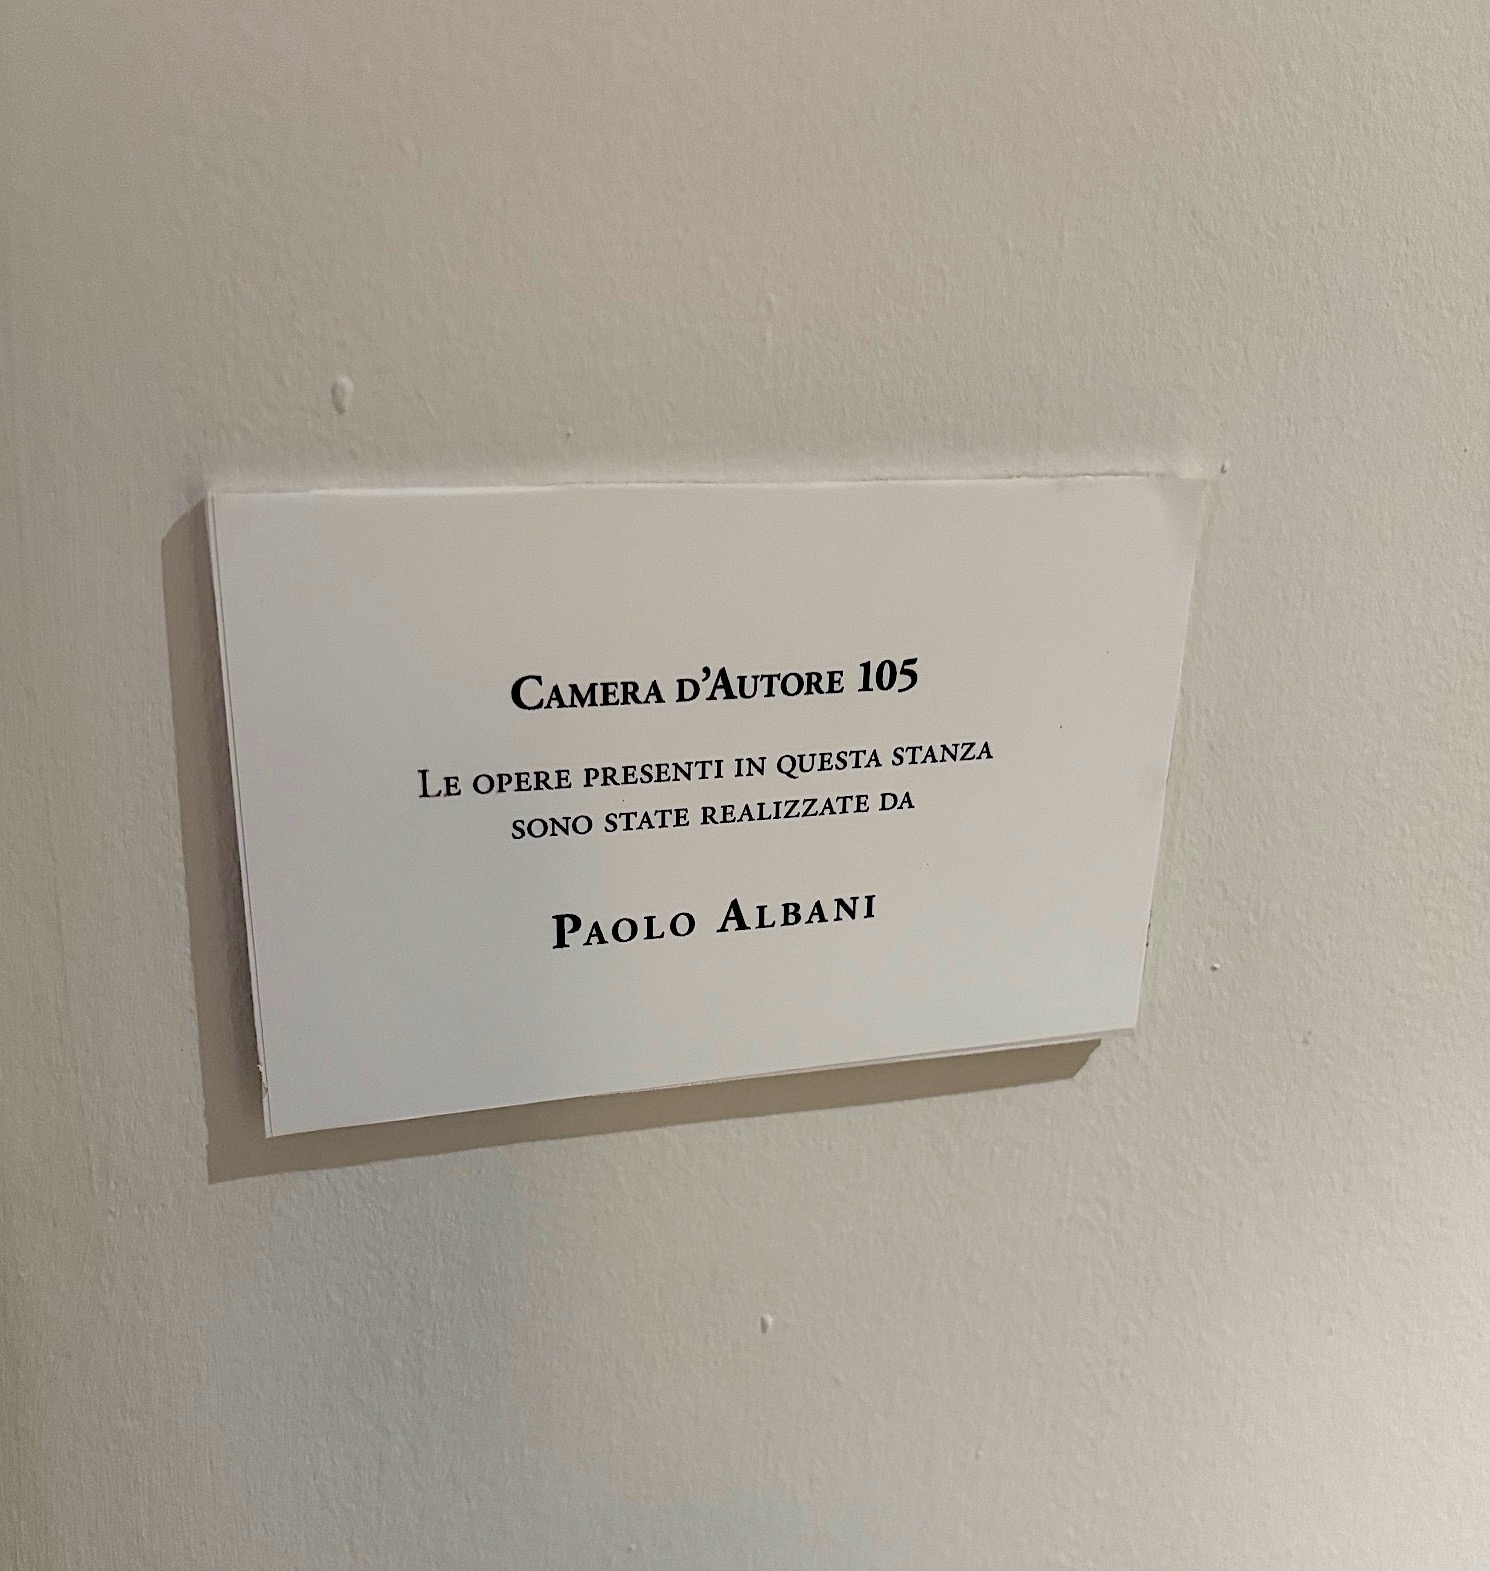 Camera d'Autore 105
Le opere presenti in questa stanza
sono state realizzate da
Paolo Albani